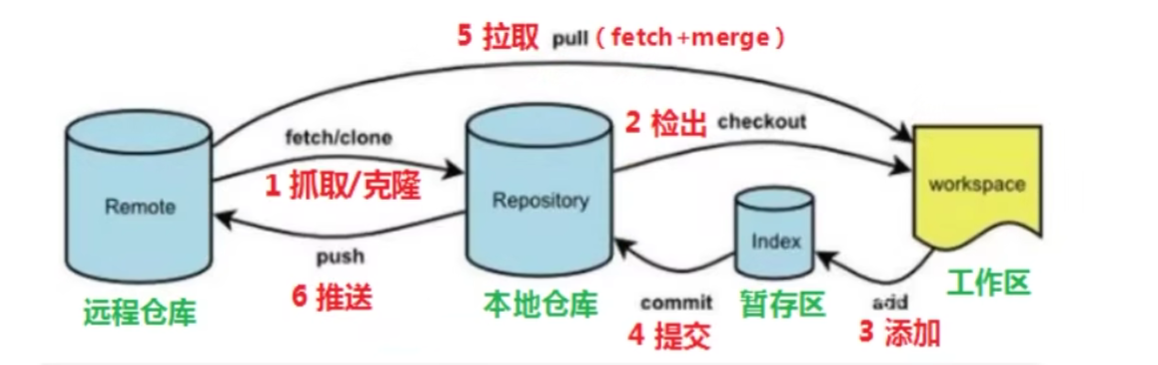 5 拉取 pull（fetch+merge）
fetch/clone
2 检出 checkout
1 抓取/克隆
Remote
Repository
workspace
Index
push
6 推送
远程仓库
本地仓库
commit
4 提交
暂存区
add
3 添加
工作区